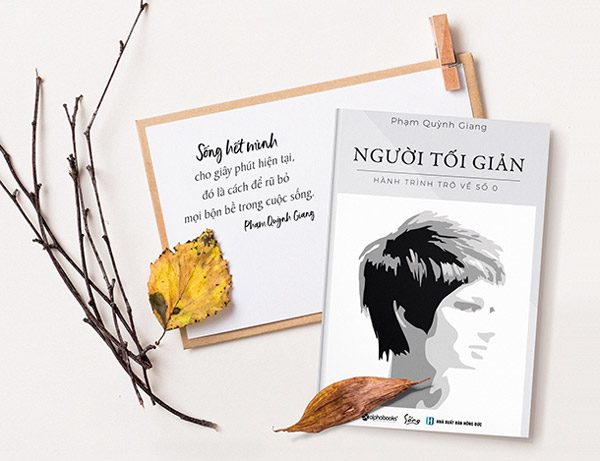 Sống hết mình
cho giây phút hiện tại,
đó là cách để rũ bỏ
mọi bộn bề trong cuộc sống.
Phạm Quỳnh Giang
Phạm Quỳnh Giang
NGƯỜI TỐI GIẢN
HÀNH TRÌNH TRỞ VỀ SỐ 0
alphabooks
Sống
NHÀ XUẤT BẢN HỒNG ĐỨC